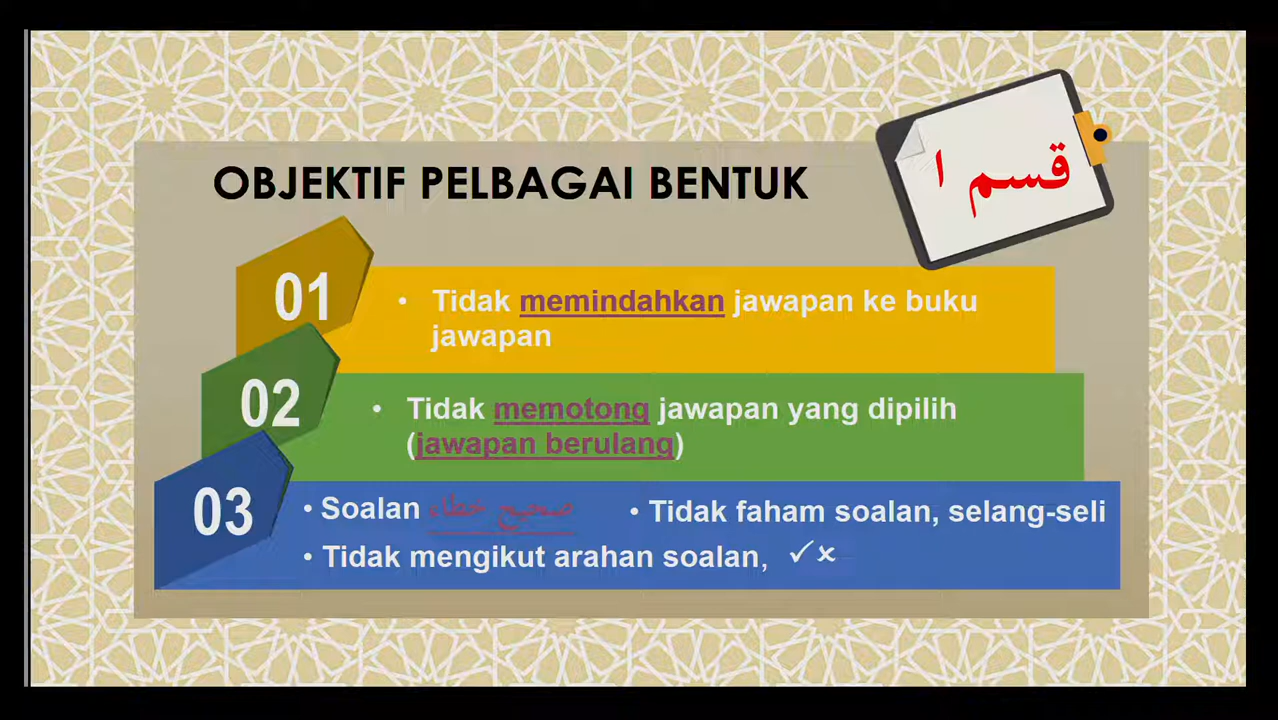 OBJEKTIF PELBAGAI BENTUK
قسم ١
01
• Tidak memindahkan jawapan ke buku
jawapan
02
• Tidak memotong jawapan yang dipilih
(jawapan berulang)
03
• Soalan صحيح خطاء
• Tidak faham soalan, selang-seli
• Tidak mengikut arahan soalan, ✓×